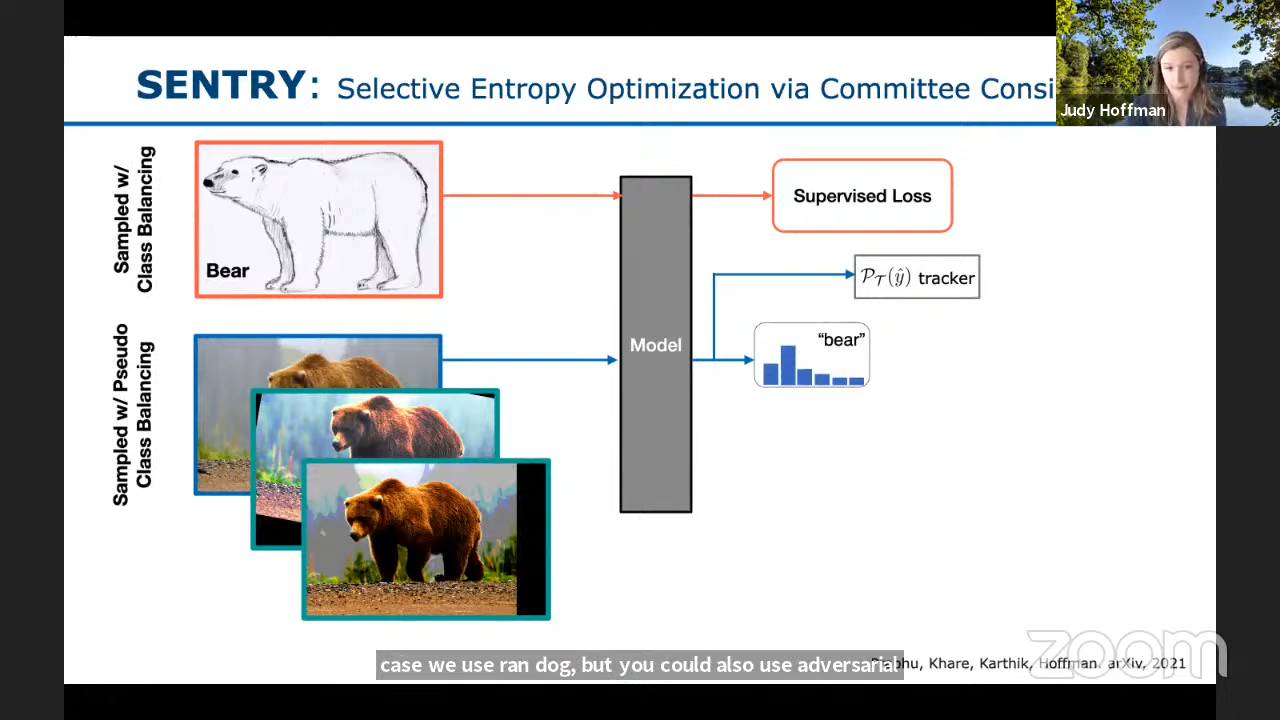 SENTRY: Selective Entropy Optimization via Committee Consi
Judy Hoffman
Sampled w/
Class Balancing
Bear
Supervised Loss
𝒫𝒯(ŷ) tracker
Sampled w/ Pseudo
Class Balancing
Model
“bear”
case we use ran dog, but you could also use adversarial
bhu, Khare, Karthik, Hoffman. arXiv, 2021
zoom